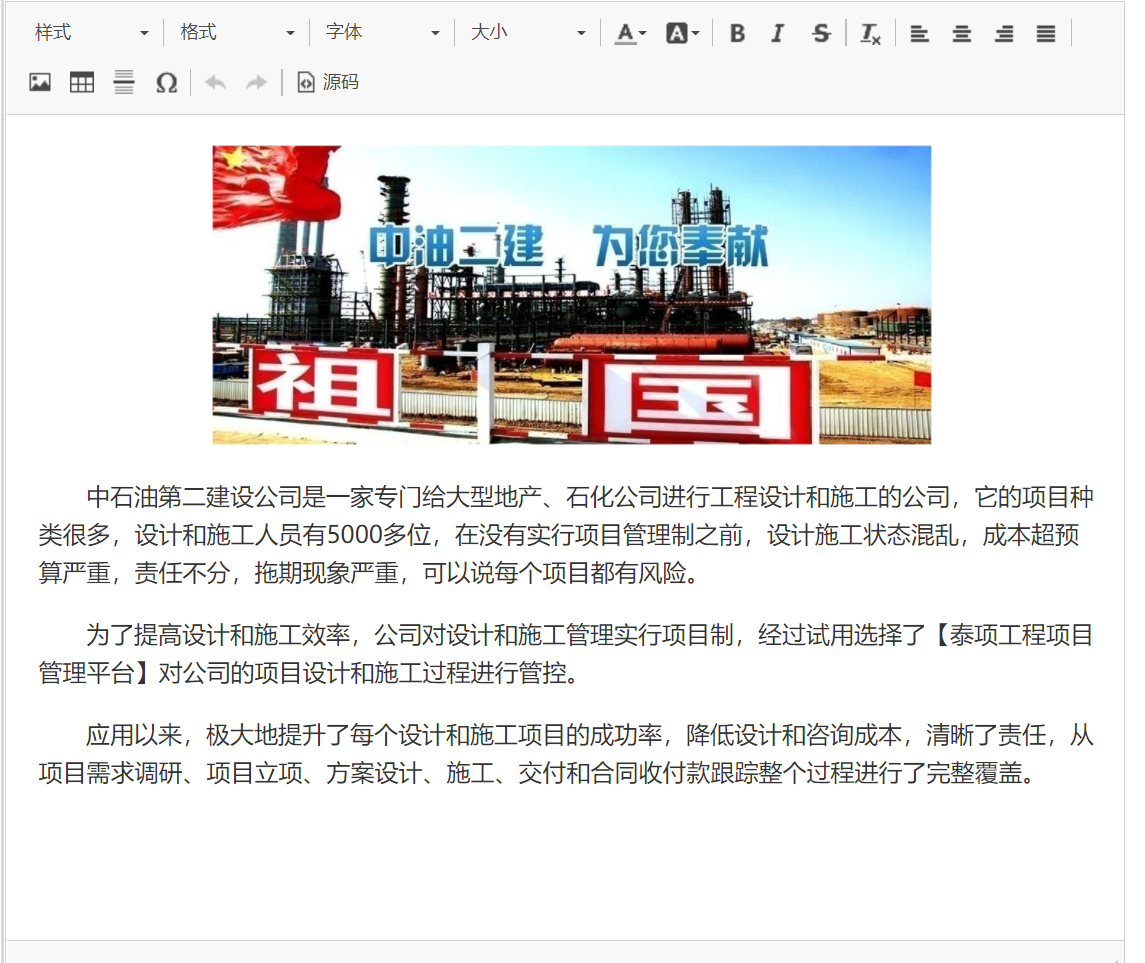 样式 格式 字体 大小
源码
中油二建 为您奉献
祖 国
中石油第二建设公司是一家专门给大型地产、石化公司进行工程设计和施工的公司，它的项目种
类很多，设计和施工人员有5000多位，在没有实行项目管理制之前，设计施工状态混乱，成本超预
算严重，责任不分，拖期现象严重，可以说每个项目都有风险。
为了提高设计和施工效率，公司对设计和施工管理实行项目制，经过试用选择了【泰项工程项目
管理平台】对公司的项目设计和施工过程进行管控。
应用以来，极大地提升了每个设计和施工项目的成功率，降低设计和咨询成本，清晰了责任，从
项目需求调研、项目立项、方案设计、施工、交付和合同收付款跟踪整个过程进行了完整覆盖。